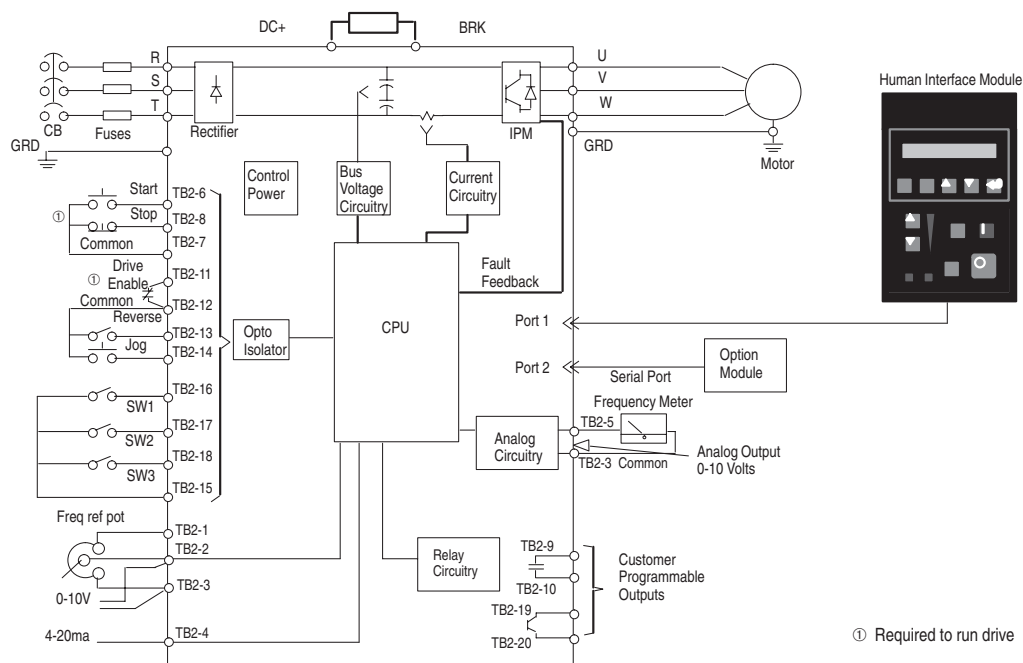 DC+
BRK
R
S
T
CB
Fuses
GRD
Rectifier
IPM
U
V
W
GRD
Motor
Human Interface Module
Control
Power
Bus
Voltage
Circuitry
Current
Circuitry
Start
TB2-6
①
Stop
TB2-8
Common
TB2-7
Drive
Enable
①
TB2-11
Common
TB2-12
Reverse
TB2-13
Jog
TB2-14
Opto
Isolator
CPU
Fault
Feedback
Port 1
Port 2
Serial Port
Option
Module
TB2-16
SW1
TB2-17
SW2
TB2-18
SW3
TB2-15
Analog
Circuitry
TB2-5
Frequency Meter
TB2-3 Common
Analog Output
0-10 Volts
Freq ref pot
TB2-1
TB2-2
TB2-3
0-10V
4-20ma
TB2-4
Relay
Circuitry
TB2-9
TB2-10
TB2-19
TB2-20
Customer
Programmable
Outputs
① Required to run drive